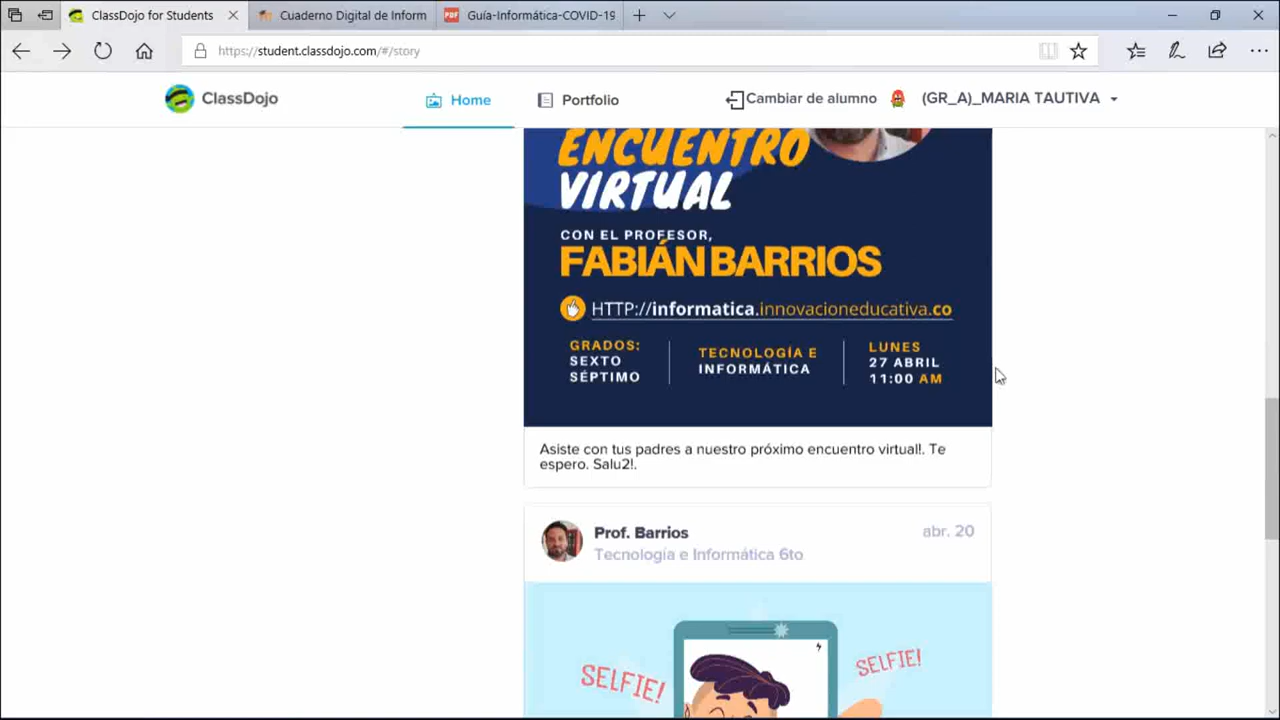 ClassDojo for Students
Cuaderno Digital de Inform
PDF
Guía-Informática-COVID-19
https://student.classdojo.com/#/story
ClassDojo
Home
Portfolio
Cambiar de alumno
(GR_A)_MARIA TAUTIVA
ENCUENTRO
VIRTUAL
CON EL PROFESOR,
FABIÁN BARRIOS
HTTP://informatica.innovacioneducativa.co
GRADOS:
SEXTO
SÉPTIMO
TECNOLOGÍA E
INFORMÁTICA
LUNES
27 ABRIL
11:00 AM
Asiste con tus padres a nuestro próximo encuentro virtual!. Te
espero. Salu2!.
Prof. Barrios
abr. 20
Tecnología e Informática 6to
SELFIE!
SELFIE!